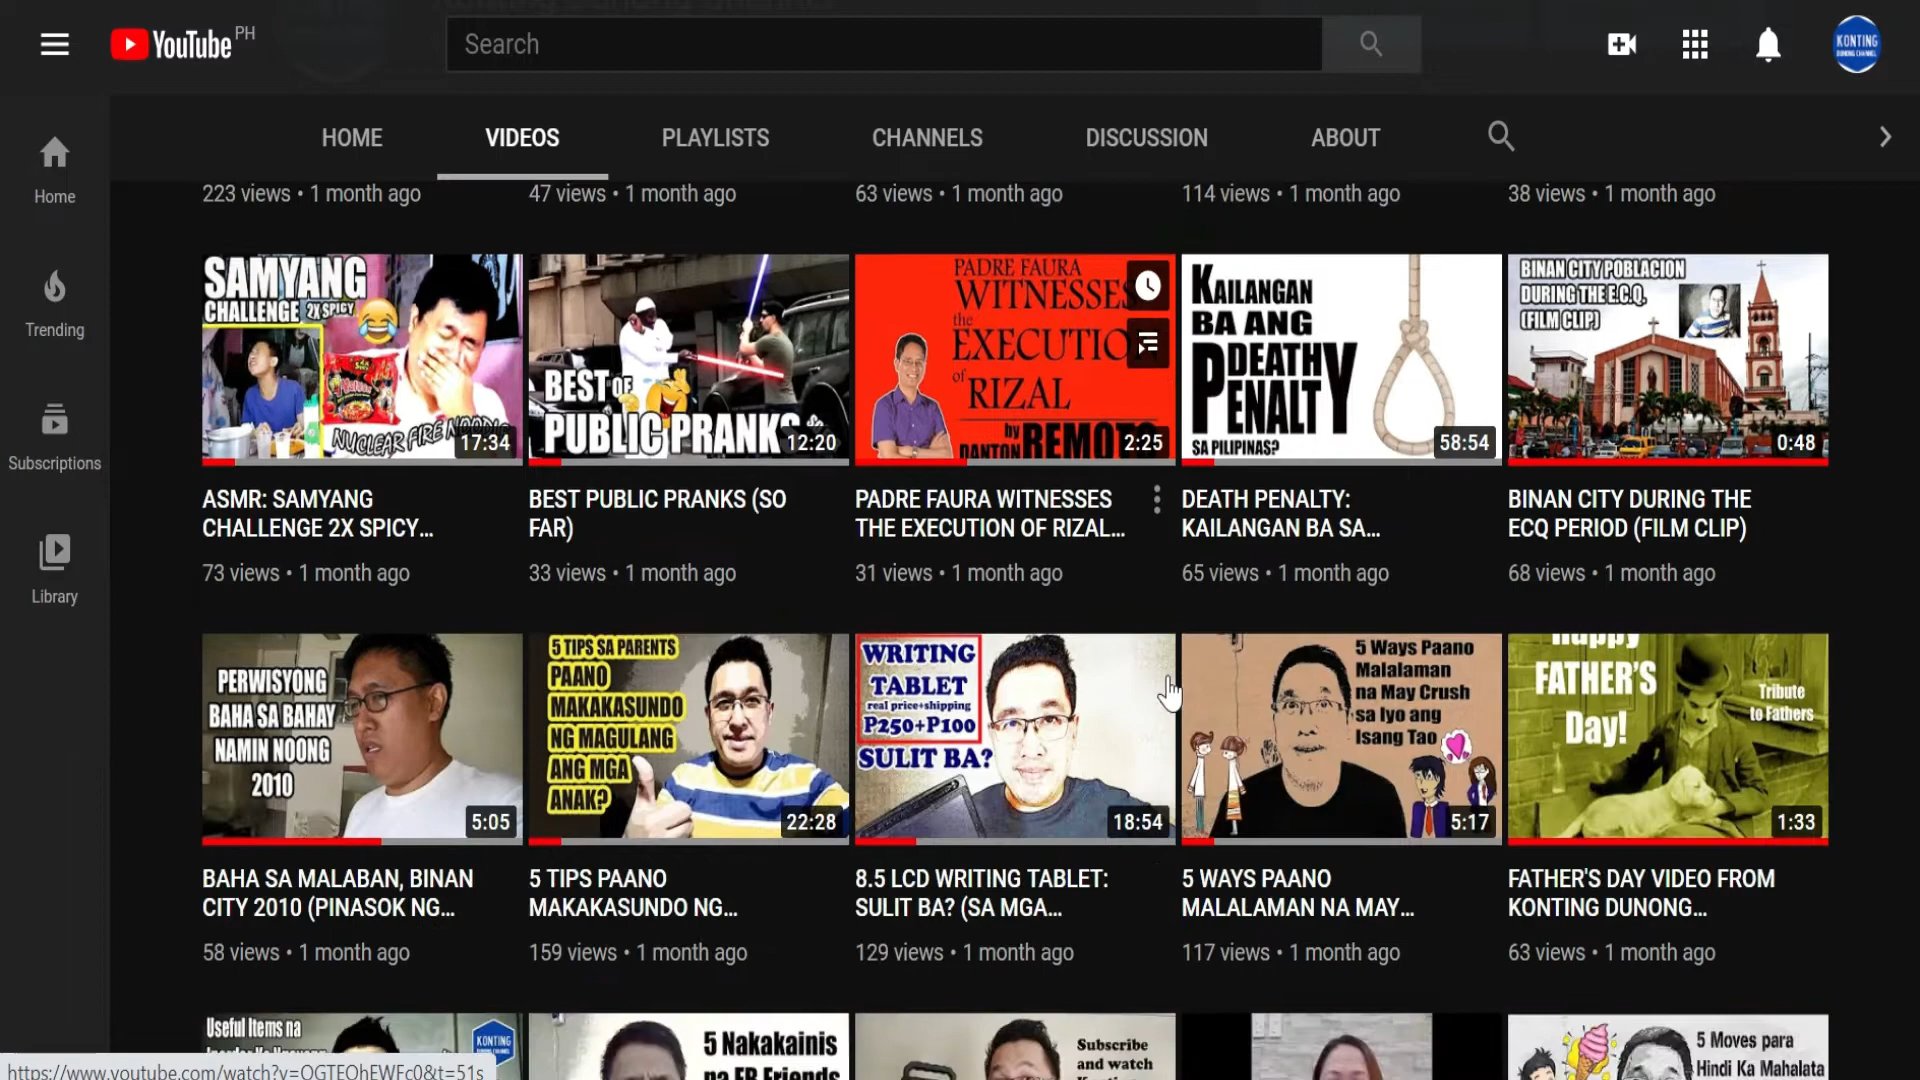 YouTube PH
Search
KONTING
DUNONG CHANNEL
HOME
VIDEOS
PLAYLISTS
CHANNELS
DISCUSSION
ABOUT
Home
Trending
Subscriptions
Library
223 views • 1 month ago
47 views • 1 month ago
63 views • 1 month ago
114 views • 1 month ago
38 views • 1 month ago
SAMYANG
CHALLENGE 2X SPICY
NUCLEAR FIRE NOODLE
17:34
BEST OF
PUBLIC PRANKS
12:20
PADRE FAURA
WITNESSES
the
EXECUTION
of
RIZAL
by
DANTON REMOTO
2:25
KAILANGAN
BA ANG
DEATH
PENALTY
SA PILIPINAS?
58:54
BINAN CITY POBLACION
DURING THE E.C.Q.
(FILM CLIP)
0:48
ASMR: SAMYANG
CHALLENGE 2X SPICY...
73 views • 1 month ago
BEST PUBLIC PRANKS (SO
FAR)
33 views • 1 month ago
PADRE FAURA WITNESSES
THE EXECUTION OF RIZAL...
31 views • 1 month ago
DEATH PENALTY:
KAILANGAN BA SA...
65 views • 1 month ago
BINAN CITY DURING THE
ECQ PERIOD (FILM CLIP)
68 views • 1 month ago
PERWISYONG
BAHA SA BAHAY
NAMIN NOONG
2010
5:05
5 TIPS SA PARENTS
PAANO
MAKAKASUNDO
NG MAGULANG
ANG MGA
ANAK?
22:28
WRITING
TABLET
real price+shipping
P250+P100
SULIT BA?
18:54
5 Ways Paano
Malalaman
na May Crush
sa Iyo ang
Isang Tao
5:17
Happy
FATHER'S
Day!
Tribute
to Fathers
1:33
BAHA SA MALABAN, BINAN
CITY 2010 (PINASOK NG...
58 views • 1 month ago
5 TIPS PAANO
MAKAKASUNDO NG...
159 views • 1 month ago
8.5 LCD WRITING TABLET:
SULIT BA? (SA MGA...
129 views • 1 month ago
5 WAYS PAANO
MALALAMAN NA MAY...
117 views • 1 month ago
FATHER'S DAY VIDEO FROM
KONTING DUNONG...
63 views • 1 month ago
Useful Items na
KONTING
DUNONG CHANNEL
5 Nakakainis
na FB Friends
Subscribe
and watch
5 Moves para
Hindi Ka Mahalata
https://www.youtube.com/watch?v=OGTEOhEWFc0&t=51s